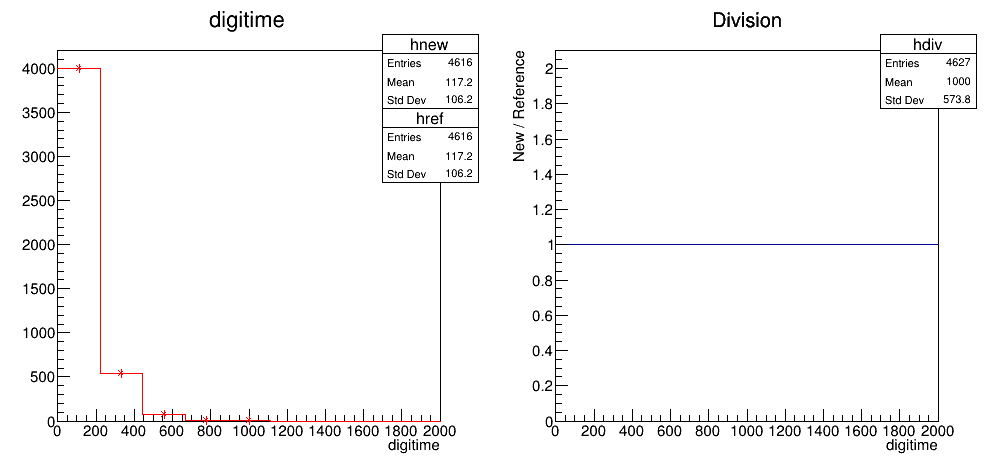 digitime
hnew
Entries 4616
Mean 117.2
Std Dev 106.2
href
Entries 4616
Mean 117.2
Std Dev 106.2
4000
3500
3000
2500
2000
1500
1000
500
0
0 200 400 600 800 1000 1200 1400 1600 1800 2000
digitime
Division
hdiv
Entries 4627
Mean 1000
Std Dev 573.8
New / Reference
2
1.8
1.6
1.4
1.2
1
0.8
0.6
0.4
0.2
0
0 200 400 600 800 1000 1200 1400 1600 1800 2000
digitime